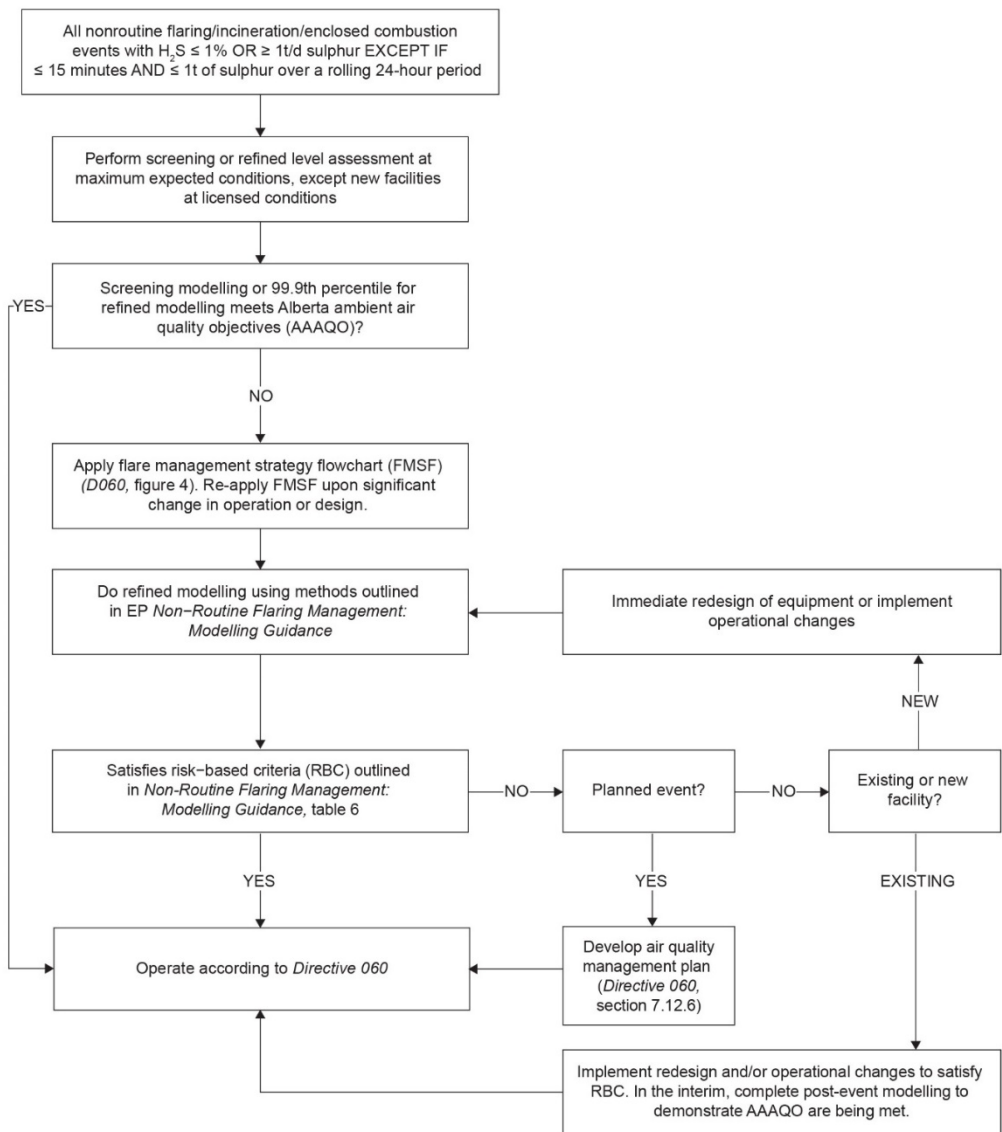 All nonroutine flaring/incineration/enclosed combustion
events with H₂S ≤ 1% OR ≥ 1t/d sulphur EXCEPT IF
≤ 15 minutes AND ≤ 1t of sulphur over a rolling 24-hour period
Perform screening or refined level assessment at
maximum expected conditions, except new facilities
at licensed conditions
YES
Screening modelling or 99.9th percentile for
refined modelling meets Alberta ambient air
quality objectives (AAAQO)?
NO
Apply flare management strategy flowchart (FMSF)
(D060, figure 4). Re-apply FMSF upon significant
change in operation or design.
Do refined modelling using methods outlined
in EP Non−Routine Flaring Management:
Modelling Guidance
Immediate redesign of equipment or implement
operational changes
NEW
Satisfies risk−based criteria (RBC) outlined
in Non-Routine Flaring Management:
Modelling Guidance, table 6
NO
Planned event?
NO
Existing or new
facility?
YES
YES
EXISTING
Operate according to Directive 060
Develop air quality
management plan
(Directive 060,
section 7.12.6)
Implement redesign and/or operational changes to satisfy
RBC. In the interim, complete post-event modelling to
demonstrate AAAQO are being met.